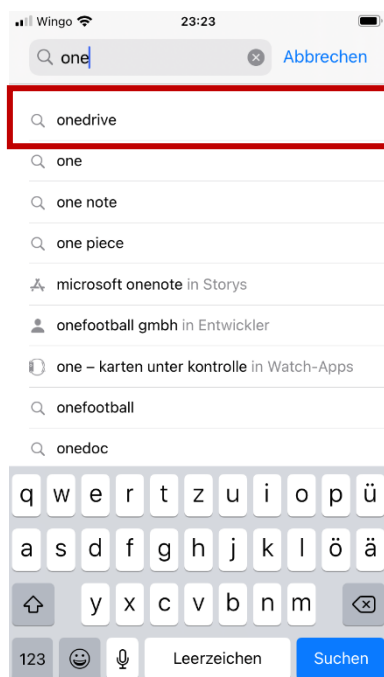 Wingo 23:23
one Abbrechen
onedrive
one
one note
one piece
microsoft onenote in Storys
onefootball gmbh in Entwickler
one – karten unter kontrolle in Watch-Apps
onefootball
onedoc
q w e r t z u i o p ü
a s d f g h j k l ö ä
y x c v b n m
123 Leerzeichen Suchen